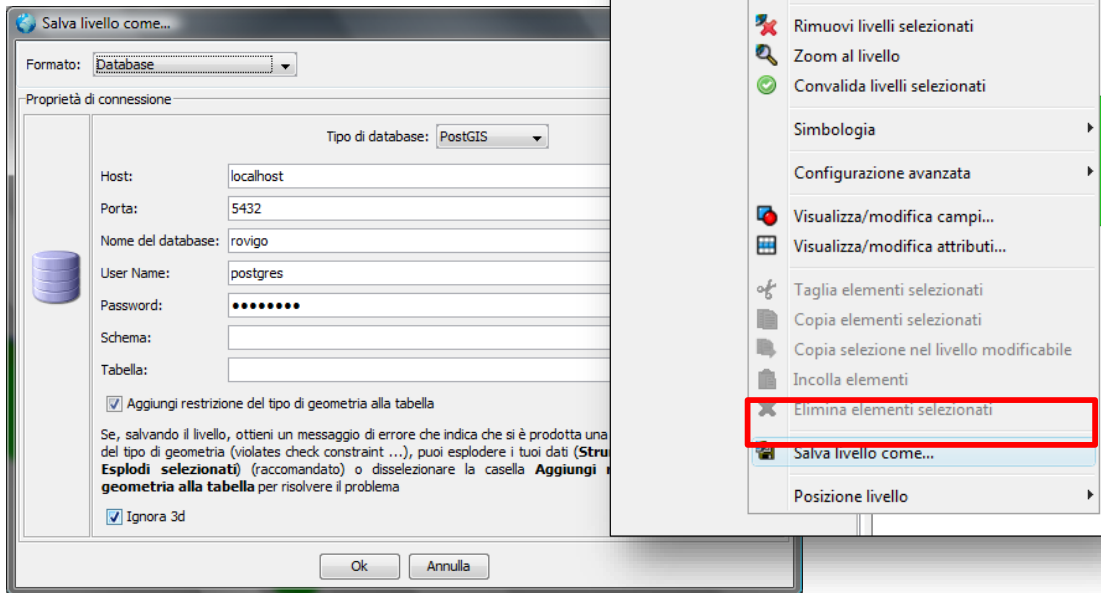 Salva livello come...
Formato: Database
Proprietà di connessione
Tipo di database: PostGIS
Host: localhost
Porta: 5432
Nome del database: rovigo
User Name: postgres
Password: ●●●●●●●●
Schema:
Tabella:
Aggiungi restrizione del tipo di geometria alla tabella
Se, salvando il livello, ottieni un messaggio di errore che indica che si è prodotta una
del tipo di geometria (violates check constraint ...), puoi esplodere i tuoi dati (Stru
Esplodi selezionati) (raccomandato) o disselezionare la casella Aggiungi
geometria alla tabella per risolvere il problema
Ignora 3d
Ok Annulla
Rimuovi livelli selezionati
Zoom al livello
Convalida livelli selezionati
Simbologia
Configurazione avanzata
Visualizza/modifica campi...
Visualizza/modifica attributi...
Taglia elementi selezionati
Copia elementi selezionati
Copia selezione nel livello modificabile
Incolla elementi
Elimina elementi selezionati
Salva livello come...
Posizione livello